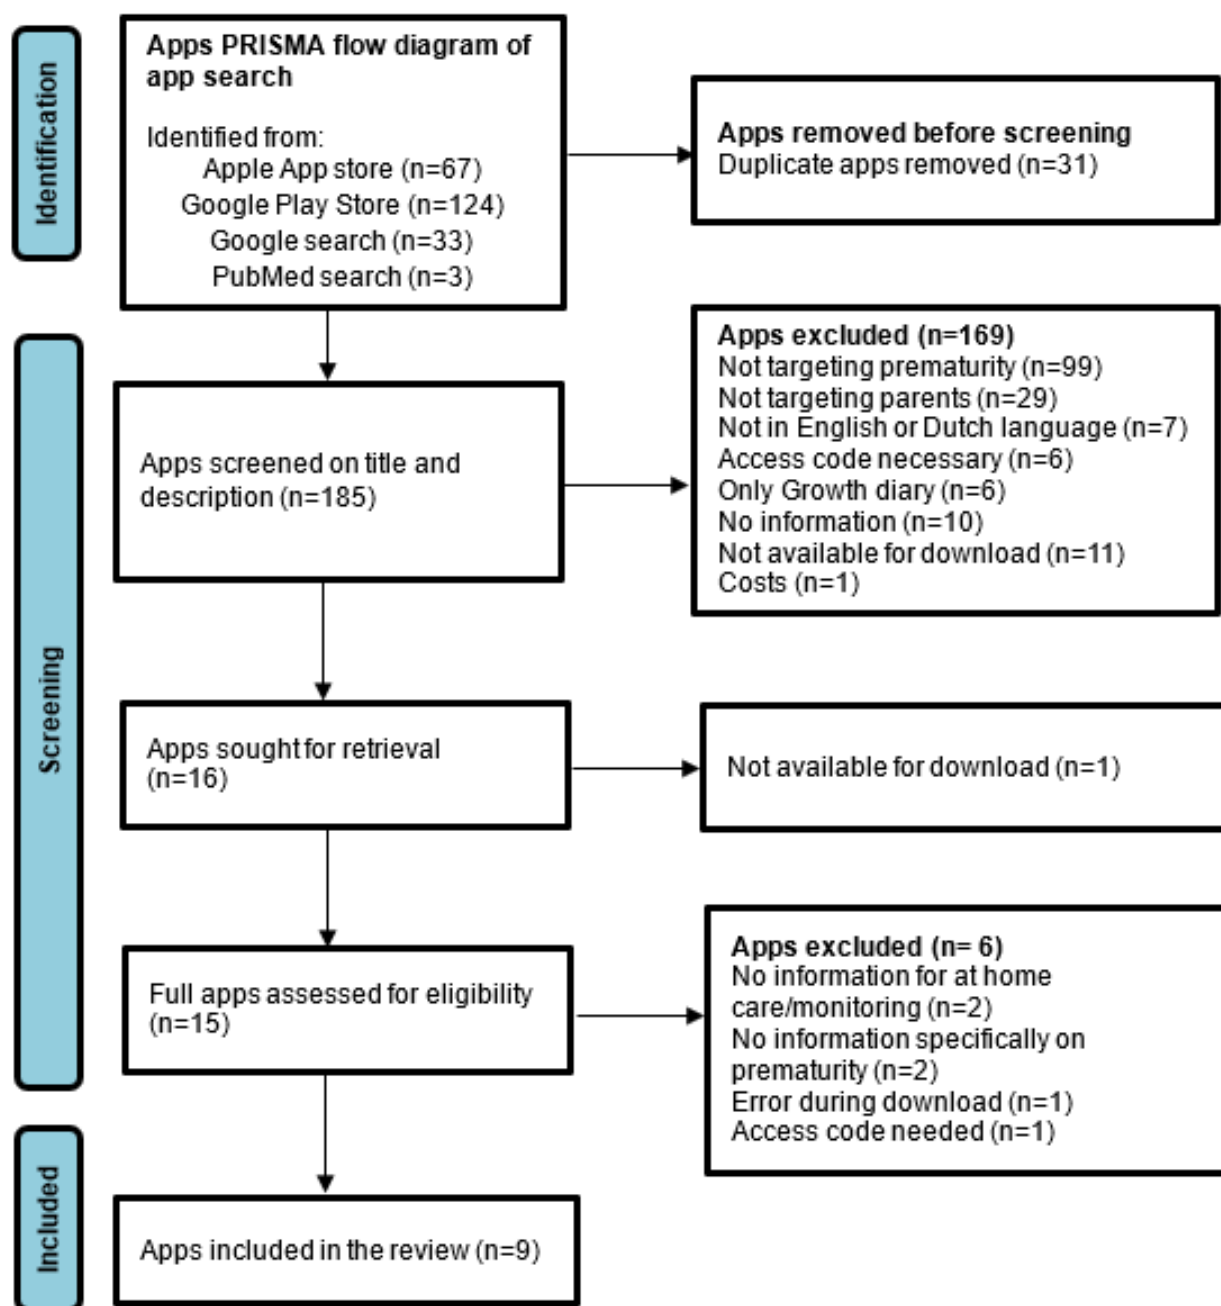 Identification
Apps PRISMA flow diagram of
app search
Identified from:
Apple App store (n=67)
Google Play Store (n=124)
Google search (n=33)
PubMed search (n=3)
Apps removed before screening
Duplicate apps removed (n=31)
Screening
Apps screened on title and
description (n=185)
Apps excluded (n=169)
Not targeting prematurity (n=99)
Not targeting parents (n=29)
Not in English or Dutch language (n=7)
Access code necessary (n=6)
Only Growth diary (n=6)
No information (n=10)
Not available for download (n=11)
Costs (n=1)
Apps sought for retrieval
(n=16)
Not available for download (n=1)
Full apps assessed for eligibility
(n=15)
Apps excluded (n= 6)
No information for at home
care/monitoring (n=2)
No information specifically on
prematurity (n=2)
Error during download (n=1)
Access code needed (n=1)
Included
Apps included in the review (n=9)